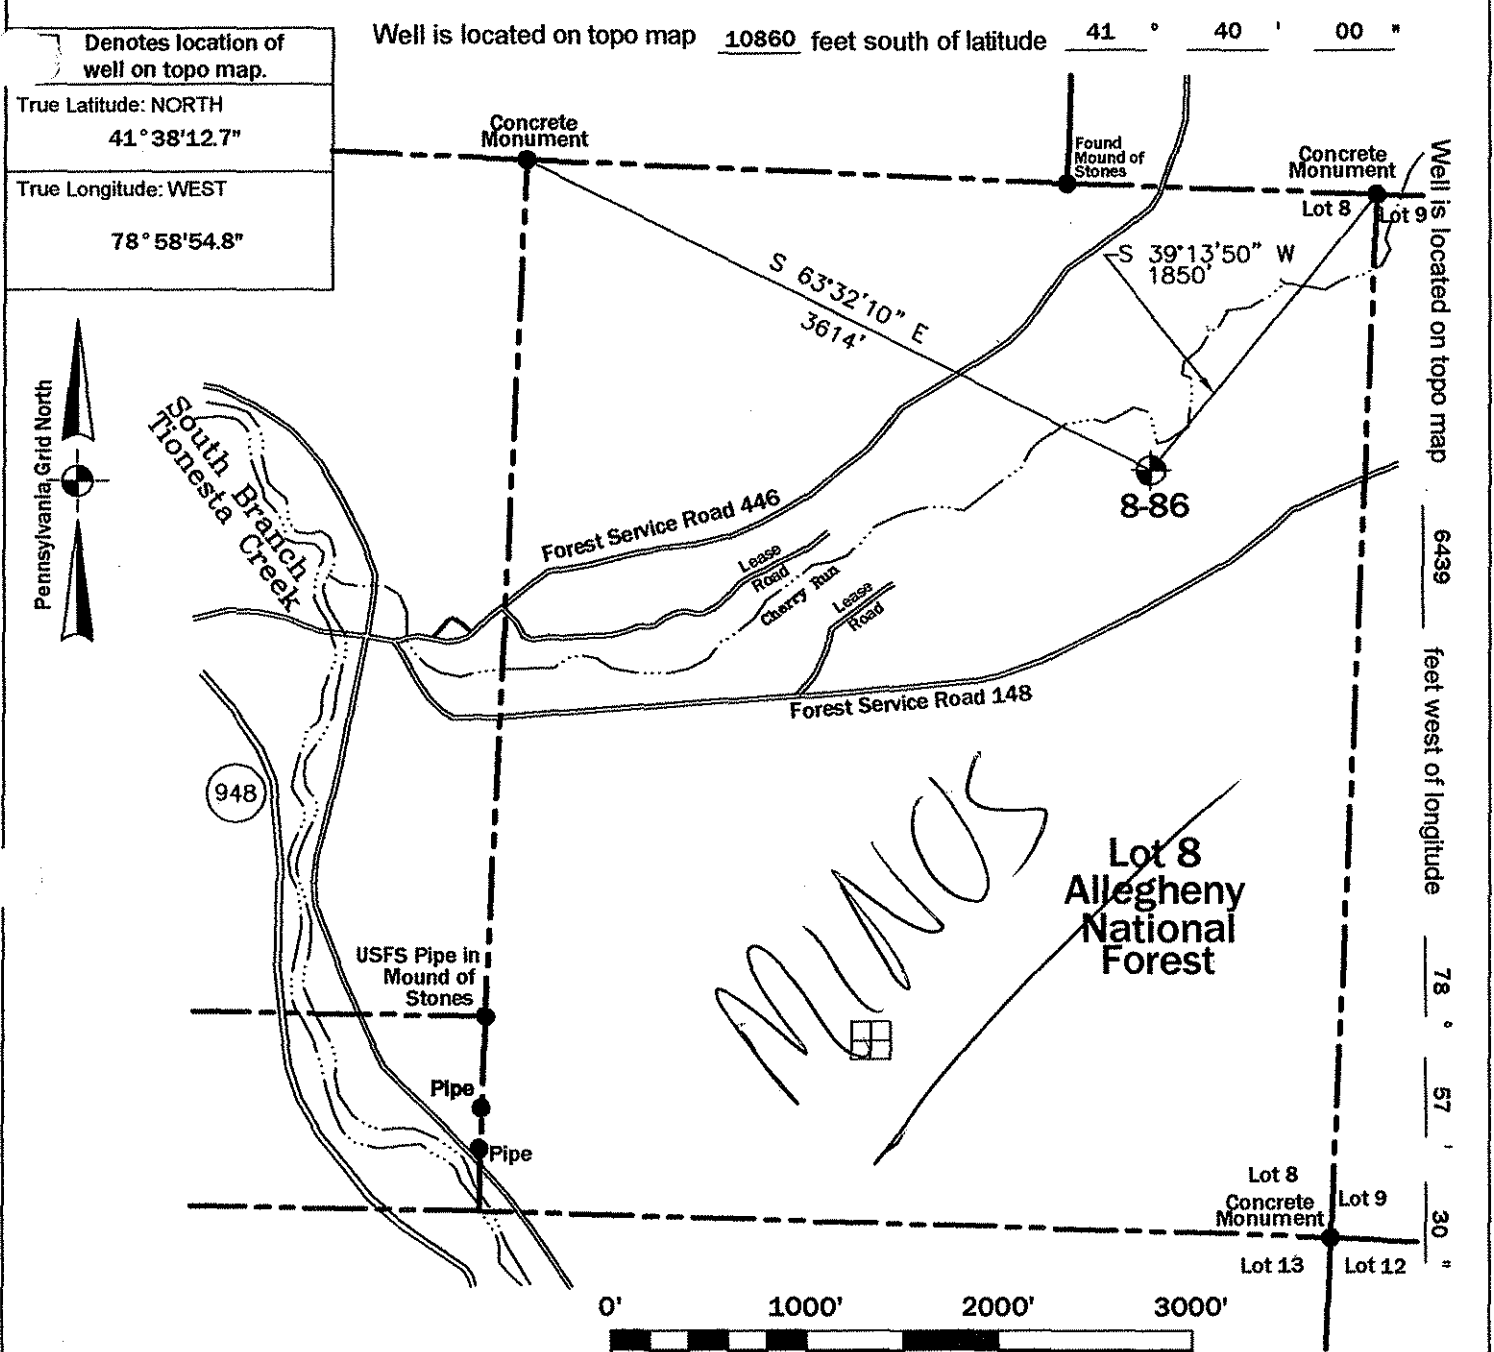 Well is located on topo map 10860 feet south of latitude 41 ° 40 ' 00 "
Denotes location of
well on topo map.
True Latitude: NORTH
41°38'12.7"
True Longitude: WEST
78°58'54.8"
Concrete
Monument
Found
Mound of
Stones
Concrete
Monument
Lot 8
Lot 9
S 63°32'10" E
3614'
S 39°13'50" W
1850'
Well is located on topo map 6439 feet west of longitude 78 ° 57 ' 30 "
Pennsylvania Grid North
South Branch
Tionesta Creek
8-86
Forest Service Road 446
Lease
Road
Cherry Run
Lease
Road
Forest Service Road 148
948
Lot 8
Allegheny
National
Forest
USFS Pipe in
Mound of
Stones
Pipe
Pipe
Lot 8
Concrete
Monument
Lot 9
Lot 13
Lot 12
0' 1000' 2000' 3000'